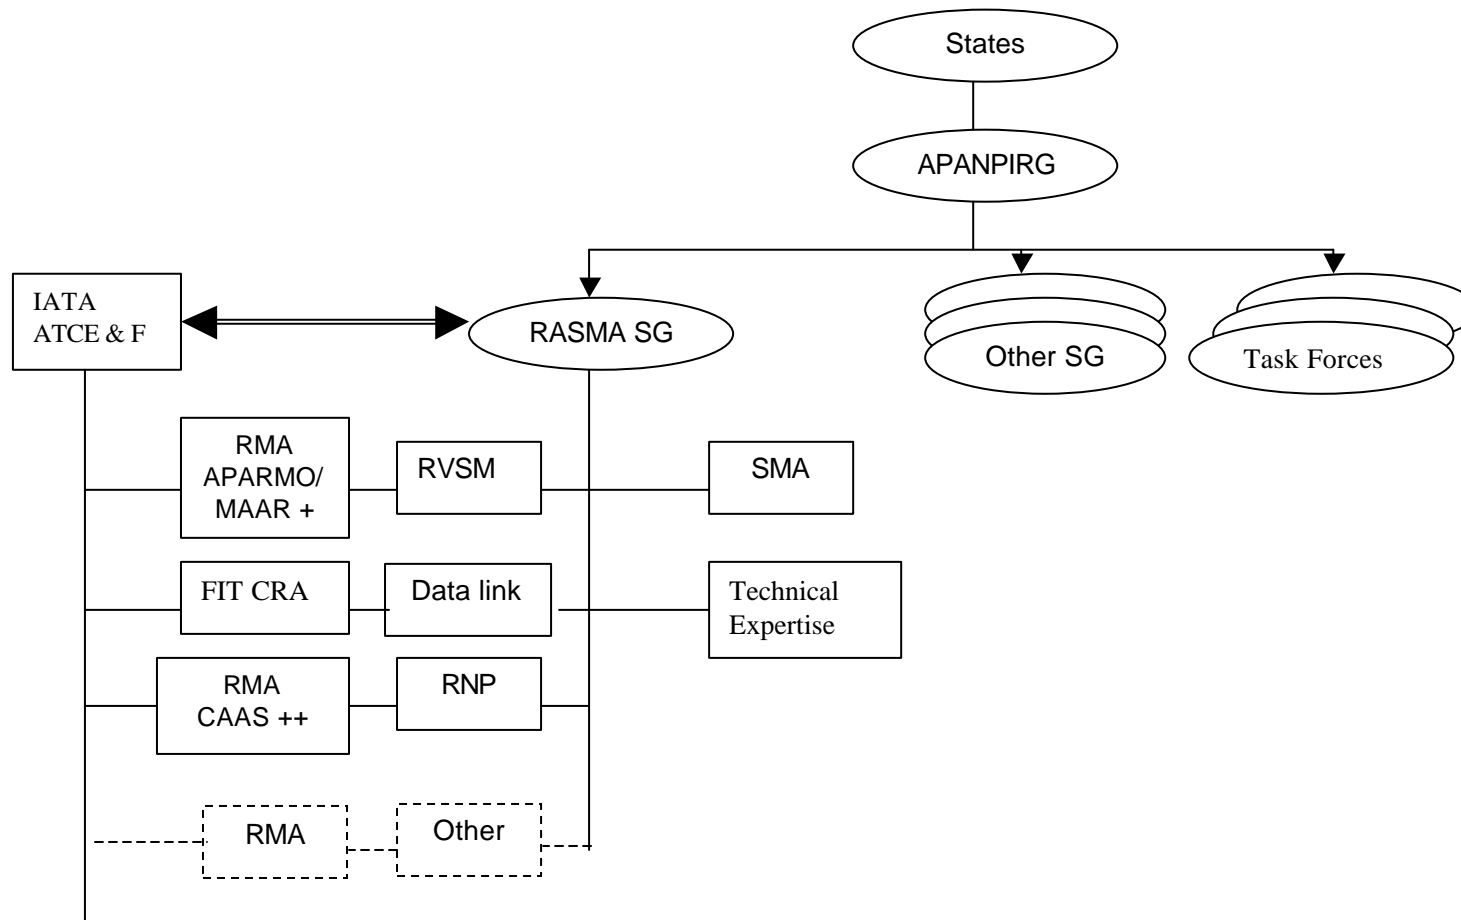 States
APANPIRG
IATA
ATCE & F
RASMA SG
Other SG
Task Forces
RMA
APARMO/
MAAR +
RVSM
SMA
FIT CRA
Data link
Technical
Expertise
RMA
CAAS ++
RNP
RMA
Other